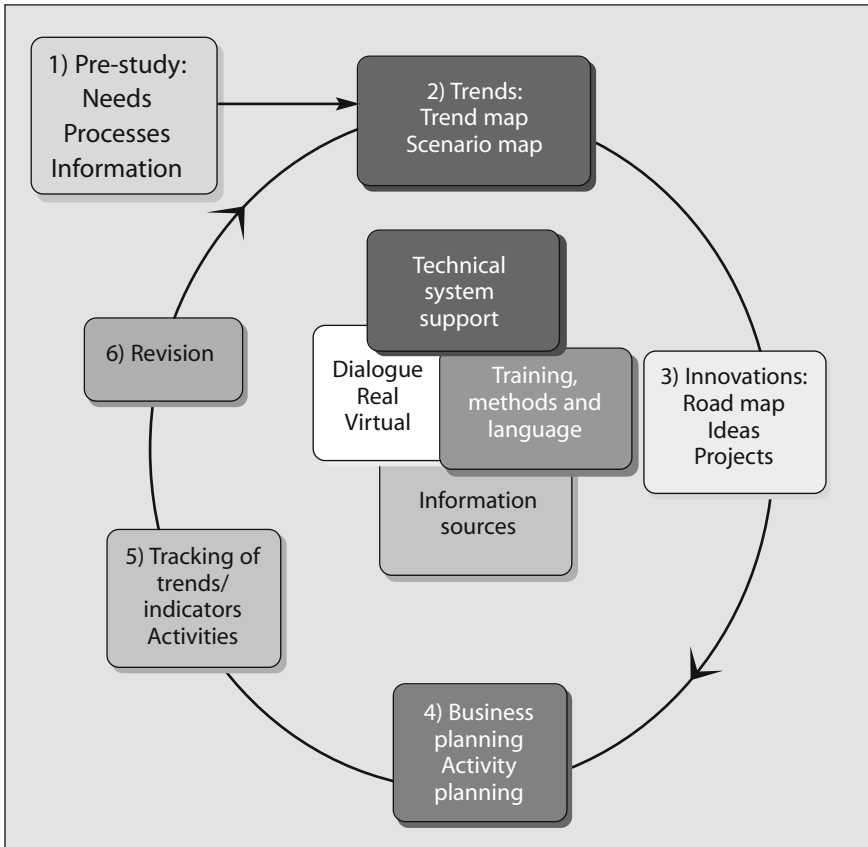 1) Pre-study:
Needs
Processes
Information
2) Trends:
Trend map
Scenario map
Technical
system
support
Dialogue
Real
Virtual
Training,
methods and
language
Information
sources
3) Innovations:
Road map
Ideas
Projects
4) Business
planning
Activity
planning
5) Tracking of
trends/
indicators
Activities
6) Revision